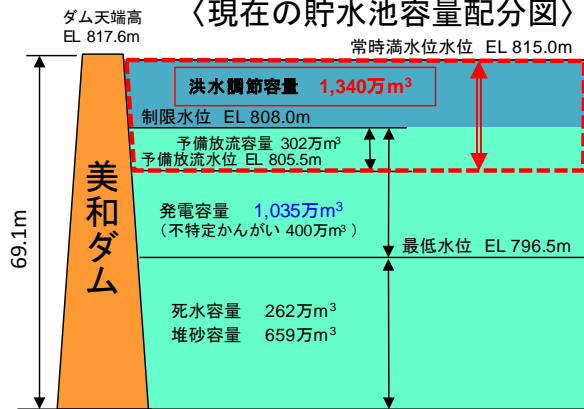 〈現在の貯水池容量配分図〉
ダム天端高
EL 817.6m
常時満水位水位 EL 815.0m
洪水調節容量 1,340万m³
制限水位 EL 808.0m
予備放流容量 302万m³
予備放流水位 EL 805.5m
美和ダム
69.1m
発電容量 1,035万m³
（不特定かんがい 400万m³ ）
最低水位 EL 796.5m
死水容量 262万m³
堆砂容量 659万m³